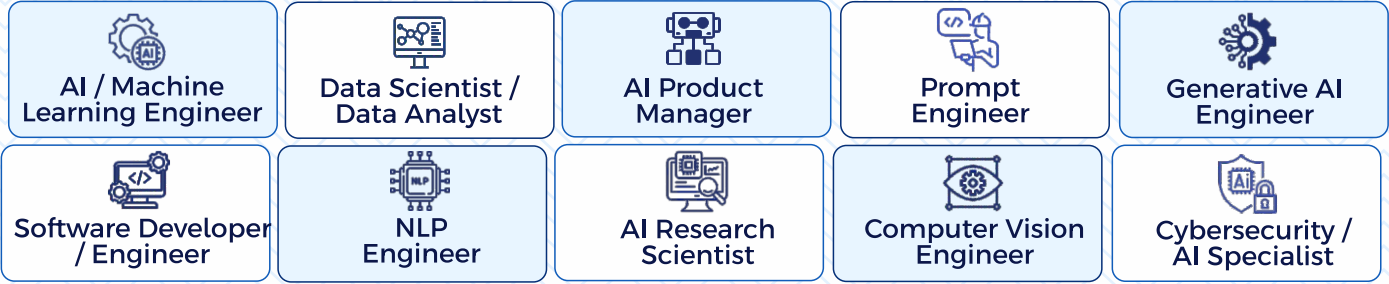 AI / Machine
Learning Engineer
Data Scientist /
Data Analyst
AI Product
Manager
</>
Prompt
Engineer
Generative AI
Engineer
</>
Software Developer
/ Engineer
NLP
NLP
Engineer
AI Research
Scientist
Computer Vision
Engineer
Ai
Cybersecurity /
AI Specialist
AI